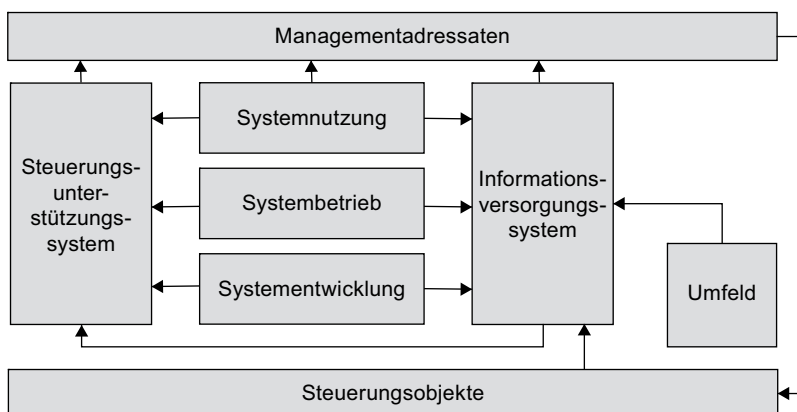 Managementadressaten
Steuerungs-
unter-
stützungs-
system
Systemnutzung
Systembetrieb
Systementwicklung
Informations-
versorgungs-
system
Umfeld
Steuerungsobjekte